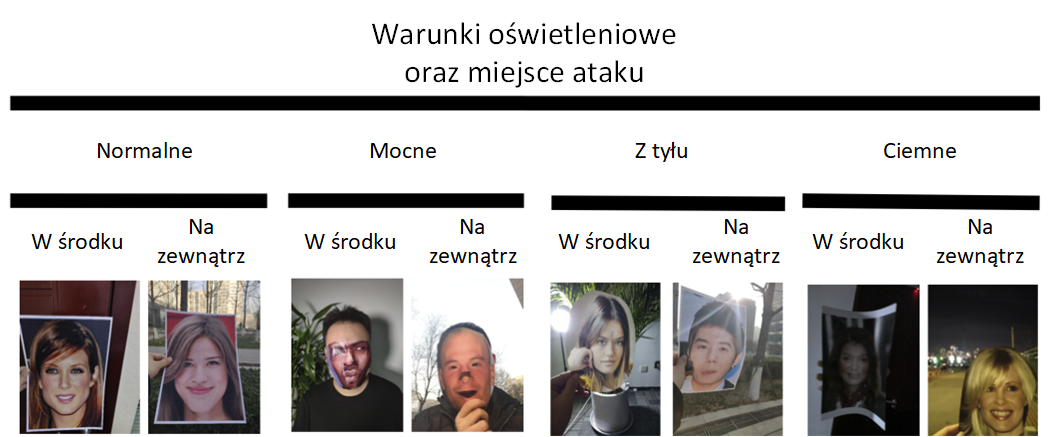 Warunki oświetleniowe
oraz miejsce ataku
Normalne
Mocne
Z tyłu
Ciemne
W środku
Na
zewnątrz
W środku
Na
zewnątrz
W środku
Na
zewnątrz
W środku
Na
zewnątrz